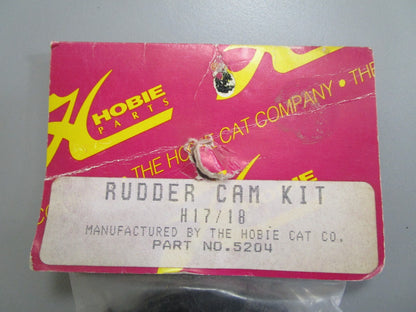 HOBIE
PARTS
THE HOBIE CAT COMPANY • THE
RUDDER CAM KIT
H17/18
MANUFACTURED BY THE HOBIE CAT CO.
PART NO.5204